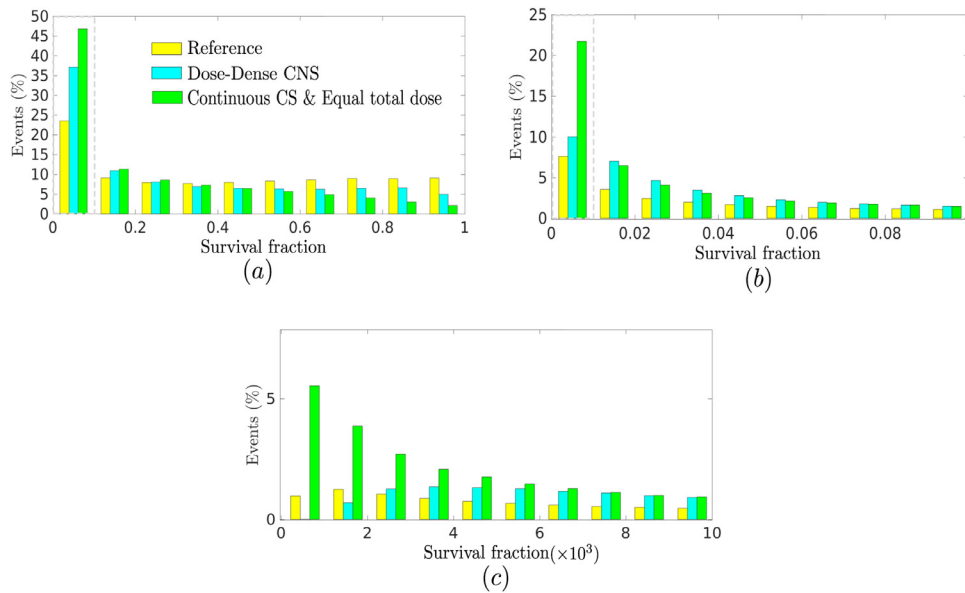 50
45
40
35
30
25
20
15
10
5
0
Events (%)
Reference
Dose-Dense CNS
Continuous CS & Equal total dose
0 0.2 0.4 0.6 0.8 1
Survival fraction
(a)
25
20
15
10
5
0
Events (%)
0 0.02 0.04 0.06 0.08
Survival fraction
(b)
5
0
Events (%)
0 2 4 6 8 10
Survival fraction(×10³)
(c)